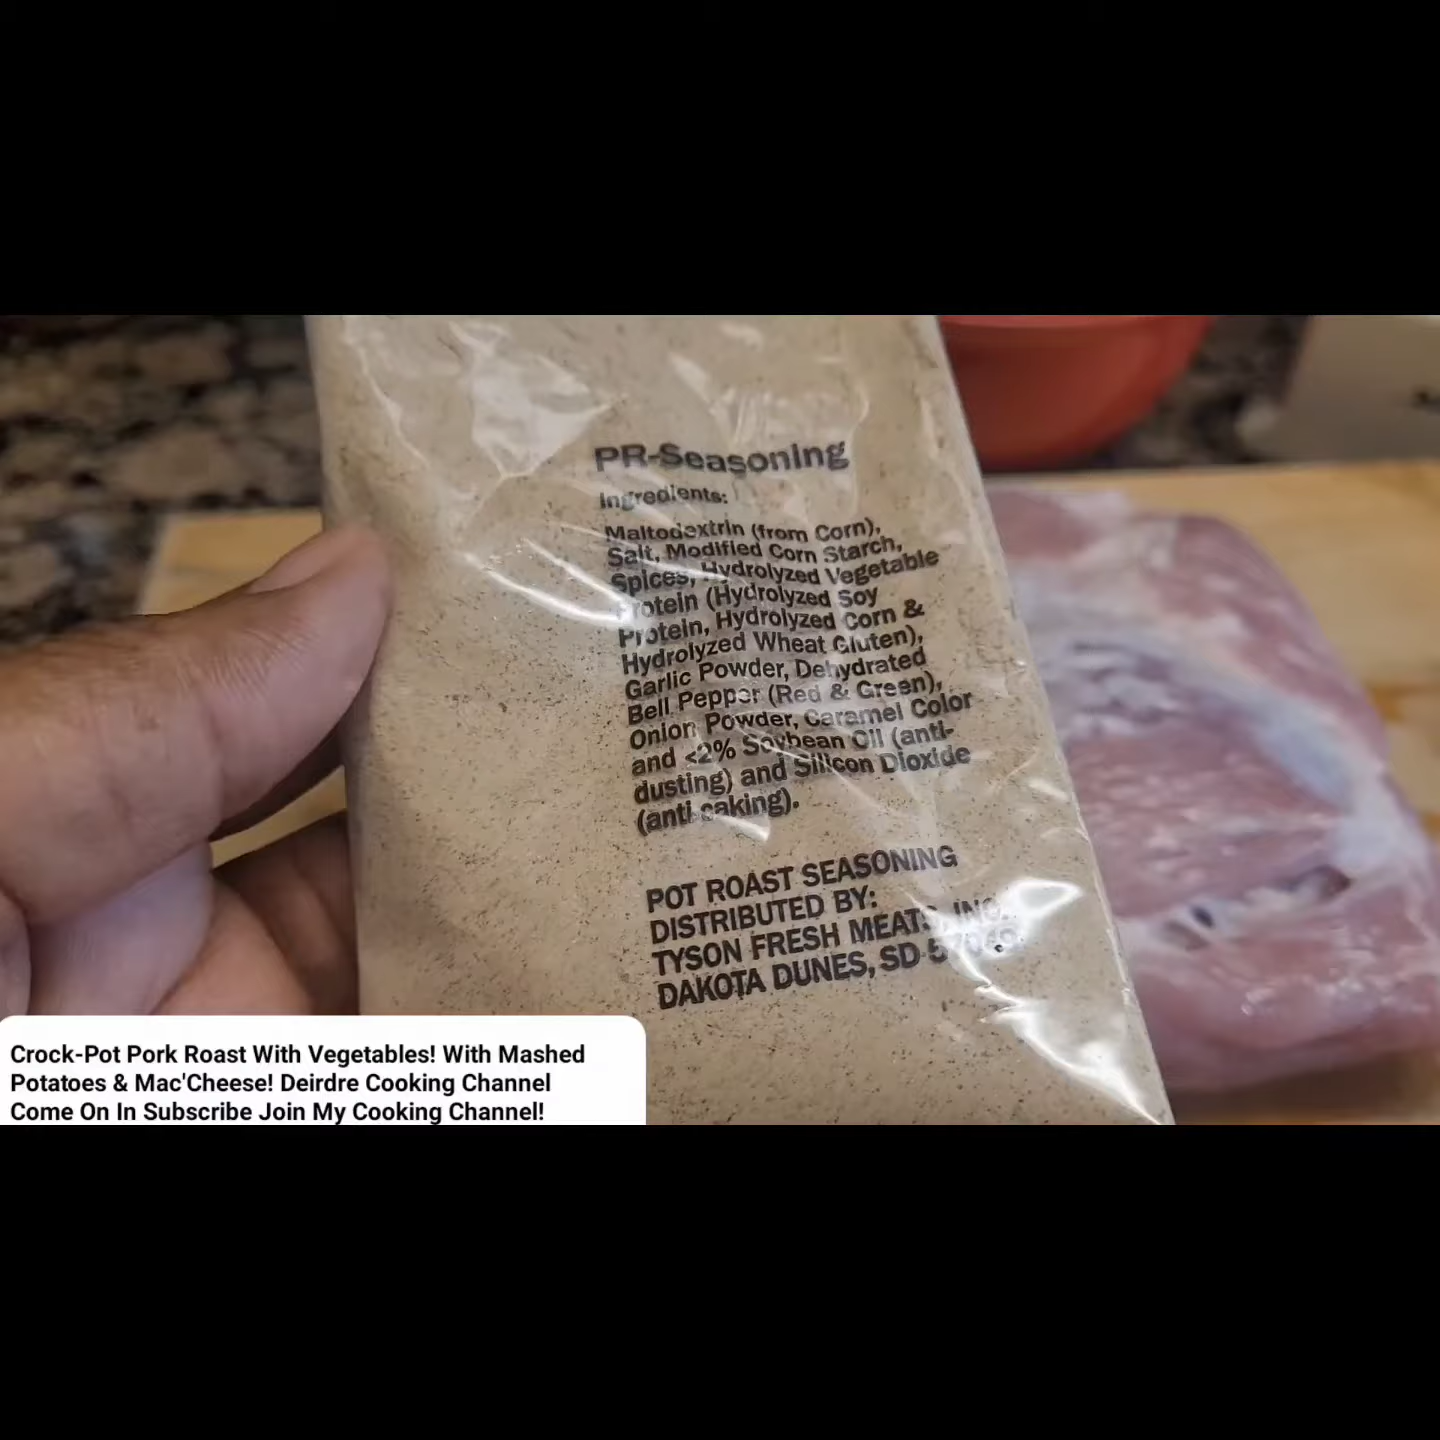 PR-Seasoning
Ingredients:
Maltodextrin (from Corn),
Salt, Modified Corn Starch,
Spices, Hydrolyzed Vegetable
Protein (Hydrolyzed Soy
Protein, Hydrolyzed Corn &
Hydrolyzed Wheat Gluten),
Garlic Powder, Dehydrated
Bell Pepper (Red & Green),
Onion Powder, Caramel Color
and <2% Soybean Oil (anti-
dusting) and Silicon Dioxide
(anti-caking).
POT ROAST SEASONING
DISTRIBUTED BY:
TYSON FRESH MEATS, INC.
DAKOTA DUNES, SD
Crock-Pot Pork Roast With Vegetables! With Mashed
Potatoes & Mac'Cheese! Deirdre Cooking Channel
Come On In Subscribe Join My Cooking Channel!